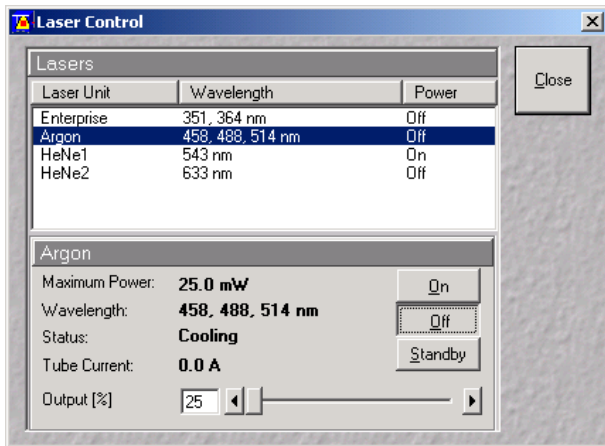 Laser Control
Lasers
Laser Unit Wavelength Power
Enterprise 351, 364 nm Off
Argon 458, 488, 514 nm Off
HeNe1 543 nm On
HeNe2 633 nm Off
Close
Argon
Maximum Power: 25.0 mW
Wavelength: 458, 488, 514 nm
Status: Cooling
Tube Current: 0.0 A
Output [%] 25
On
Off
Standby